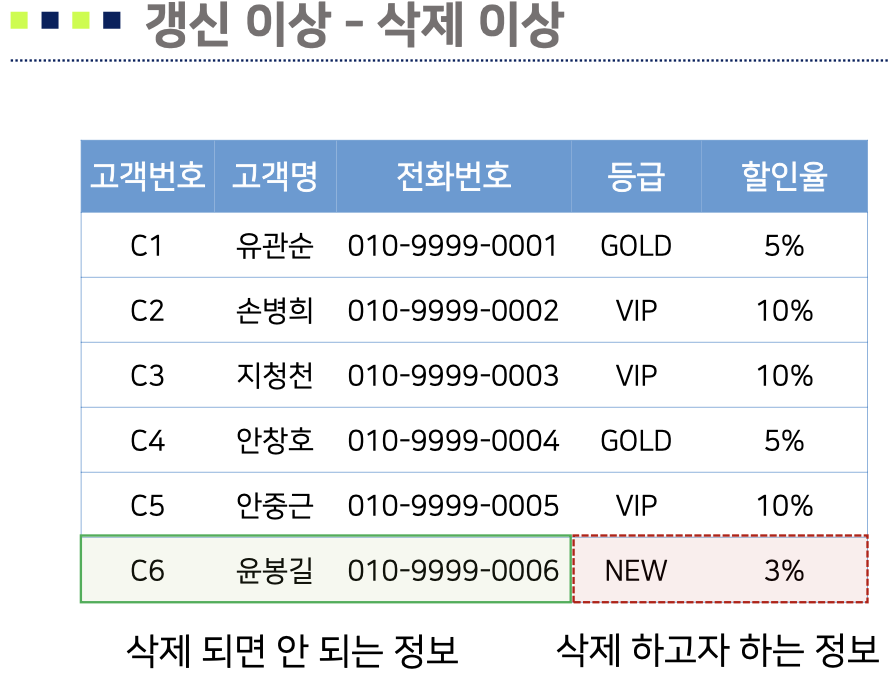 갱신 이상 - 삭제 이상
고객번호 고객명 전화번호 등급 할인율
C1 유관순 010-9999-0001 GOLD 5%
C2 손병희 010-9999-0002 VIP 10%
C3 지청천 010-9999-0003 VIP 10%
C4 안창호 010-9999-0004 GOLD 5%
C5 안중근 010-9999-0005 VIP 10%
C6 윤봉길 010-9999-0006 NEW 3%
삭제 되면 안 되는 정보 삭제 하고자 하는 정보